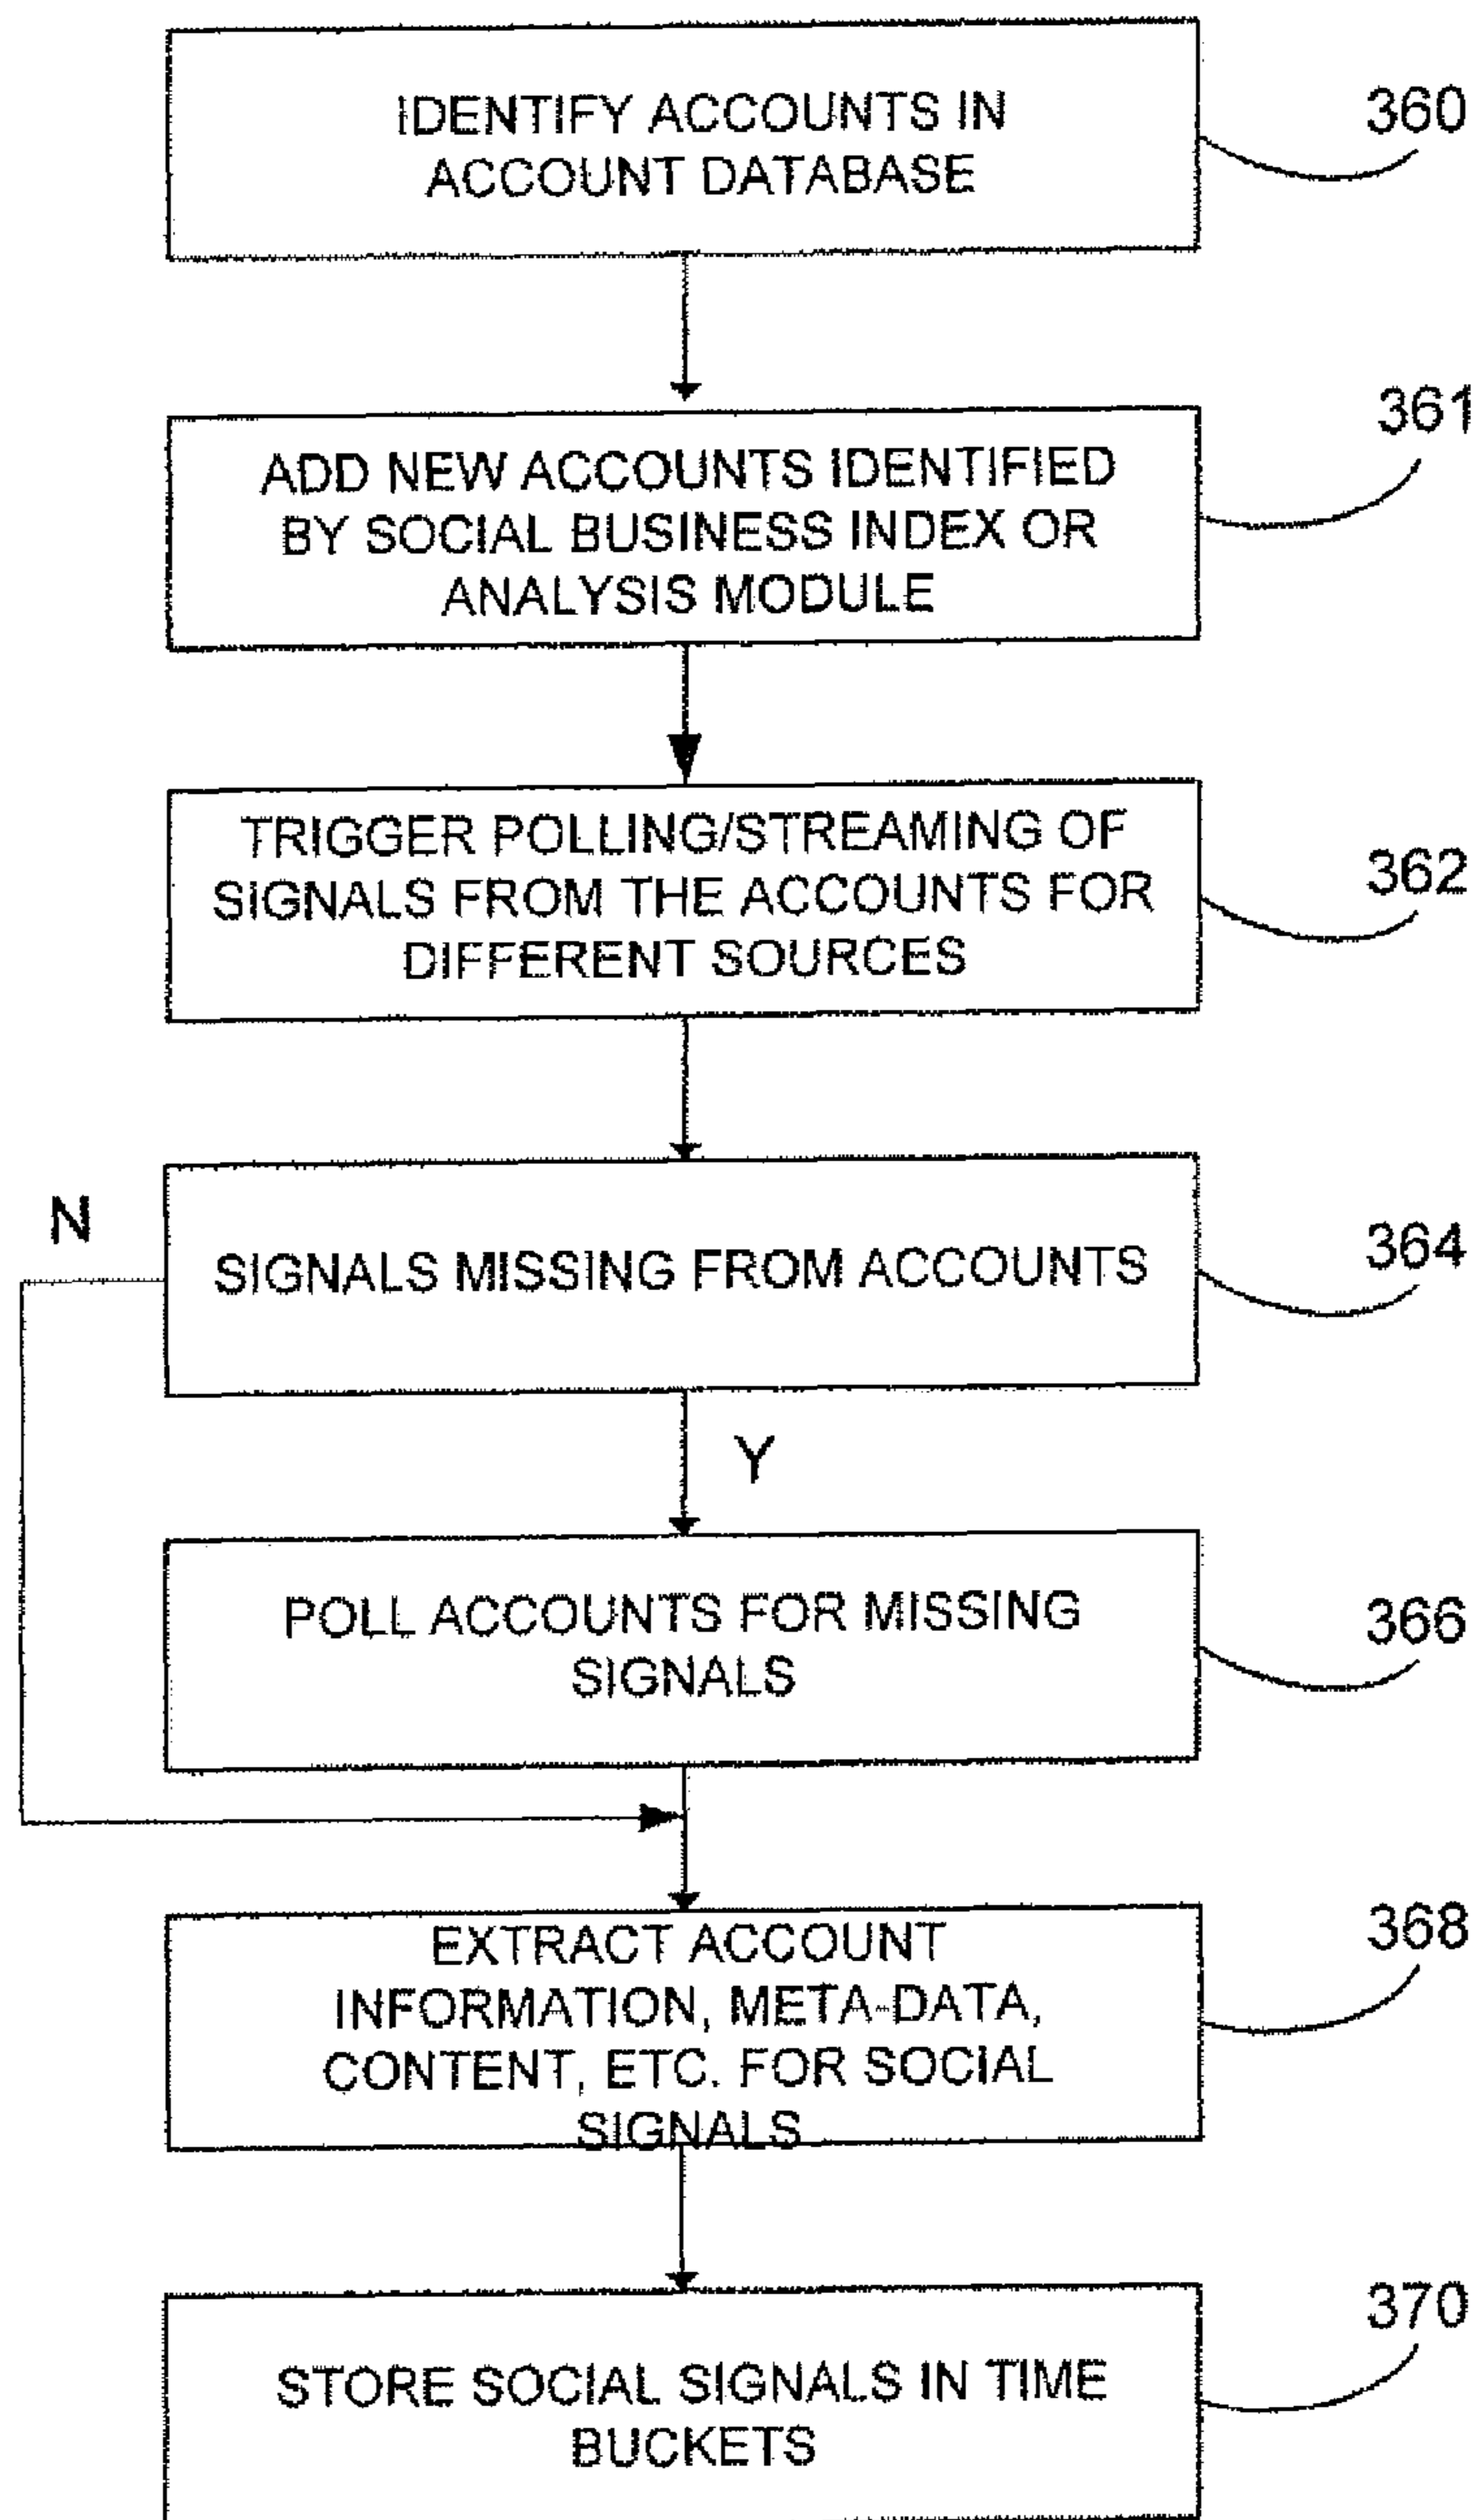 IDENTIFY ACCOUNTS IN
ACCOUNT DATABASE
360
ADD NEW ACCOUNTS IDENTIFIED
BY SOCIAL BUSINESS INDEX OR
ANALYSIS MODULE
361
TRIGGER POLLING/STREAMING OF
SIGNALS FROM THE ACCOUNTS FOR
DIFFERENT SOURCES
362
N
SIGNALS MISSING FROM ACCOUNTS
364
Y
POLL ACCOUNTS FOR MISSING
SIGNALS
366
EXTRACT ACCOUNT
INFORMATION, META-DATA,
CONTENT, ETC. FOR SOCIAL
SIGNALS
368
STORE SOCIAL SIGNALS IN TIME
BUCKETS
370